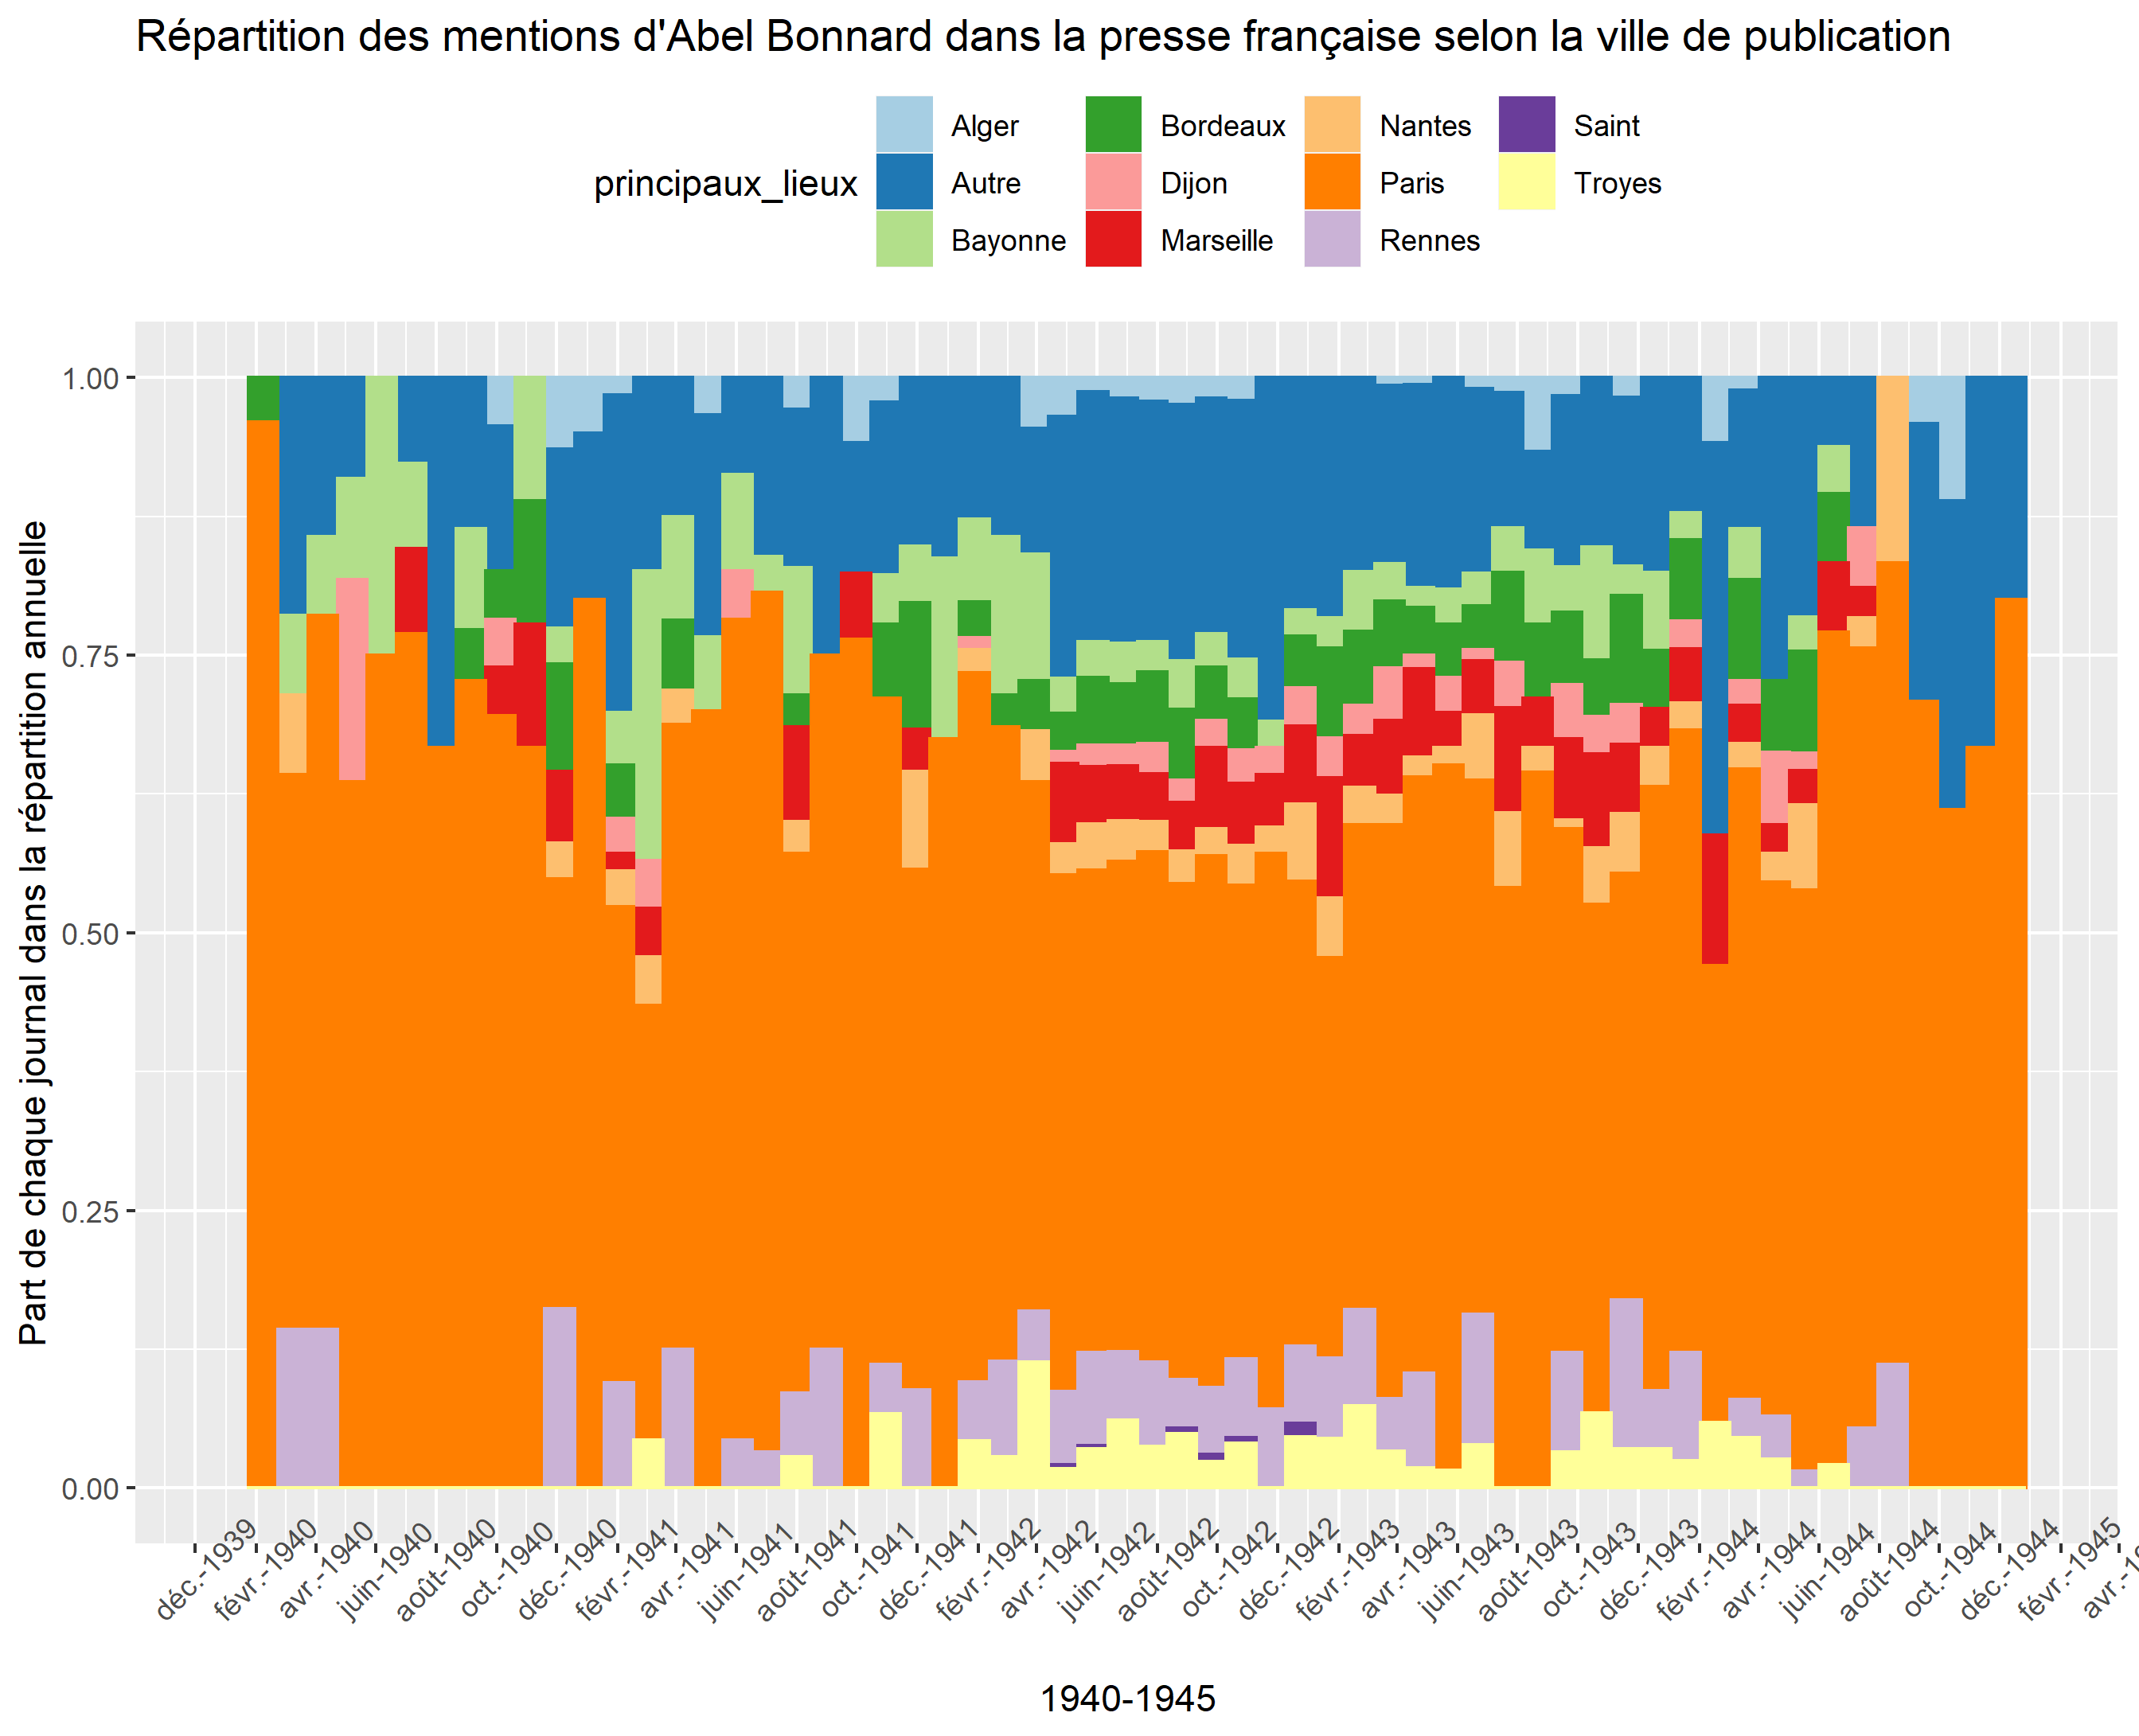 Répartition des mentions d'Abel Bonnard dans la presse française selon la ville de publication
principaux_lieux
Alger
Autre
Bayonne
Bordeaux
Dijon
Marseille
Nantes
Paris
Rennes
Saint
Troyes
Part de chaque journal dans la répartition annuelle
1.00
0.75
0.50
0.25
0.00
déc.-1939
févr.-1940
avr.-1940
juin-1940
août-1940
oct.-1940
déc.-1940
févr.-1941
avr.-1941
juin-1941
août-1941
oct.-1941
déc.-1941
févr.-1942
avr.-1942
juin-1942
août-1942
oct.-1942
déc.-1942
févr.-1943
avr.-1943
juin-1943
août-1943
oct.-1943
déc.-1943
févr.-1944
avr.-1944
juin-1944
août-1944
oct.-1944
déc.-1944
févr.-1945
avr.-1
1940-1945